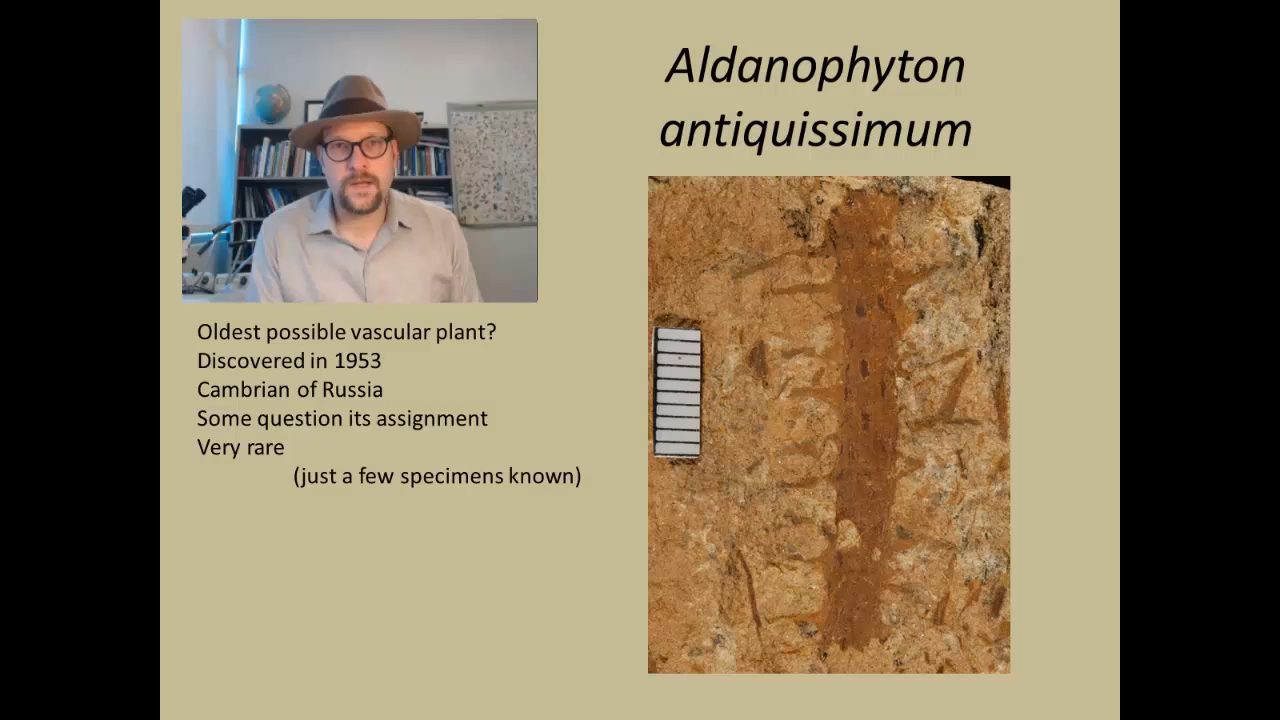 Aldanophyton
antiquissimum
Oldest possible vascular plant?
Discovered in 1953
Cambrian of Russia
Some question its assignment
Very rare
(just a few specimens known)